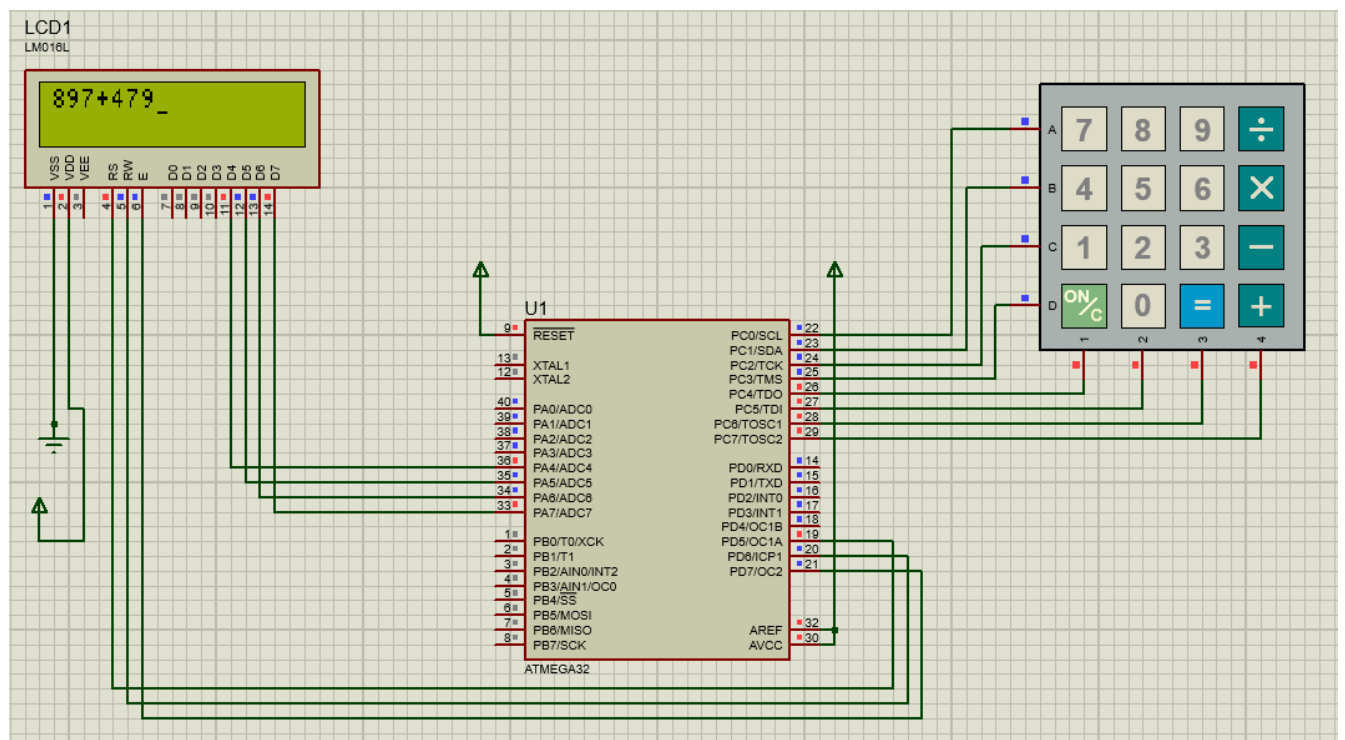 LCD1
LM016L
897+479_
VSS
VDD
VEE
RS
RW
E
D0
D1
D2
D3
D4
D5
D6
D7
1
2
3
4
5
6
7
8
9
10
11
12
13
14
U1
9 RESET
13 XTAL1
12 XTAL2
40 PA0/ADC0
39 PA1/ADC1
38 PA2/ADC2
37 PA3/ADC3
36 PA4/ADC4
35 PA5/ADC5
34 PA6/ADC6
33 PA7/ADC7
1 PB0/T0/XCK
2 PB1/T1
3 PB2/AIN0/INT2
4 PB3/AIN1/OC0
5 PB4/SS
6 PB5/MOSI
7 PB6/MISO
8 PB7/SCK
PC0/SCL 22
PC1/SDA 23
PC2/TCK 24
PC3/TMS 25
PC4/TDO 26
PC5/TDI 27
PC6/TOSC1 28
PC7/TOSC2 29
PD0/RXD 14
PD1/TXD 15
PD2/INT0 16
PD3/INT1 17
PD4/OC1B 18
PD5/OC1A 19
PD6/ICP1 20
PD7/OC2 21
AREF 32
AVCC 30
ATMEGA32
A 7 8 9 ÷
B 4 5 6 ×
C 1 2 3 −
D ON/C 0 = +
1 2 3 4